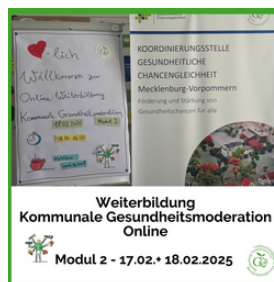 -lich
Willkommen zur
Online Weiterbildung
Kommunale Gesundheitsmoderation
Modul 2
KOORDINIERUNGSSTELLE
GESUNDHEITLICHE
CHANCENGLEICHHEIT
Mecklenburg-Vorpommern
Förderung und Stärkung von
Gesundheitschancen für alle
Weiterbildung
Kommunale Gesundheitsmoderation
Online
Modul 2 - 17.02.+ 18.02.2025